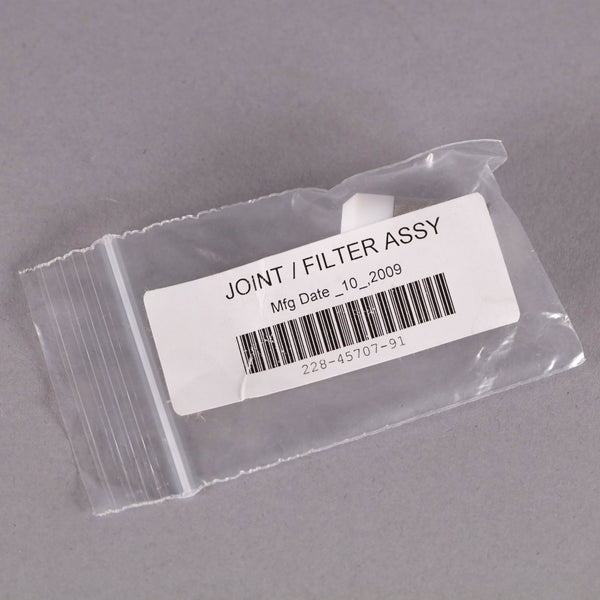 JOINT / FILTER ASSY
Mfg Date _10_,2009
228-45707-91